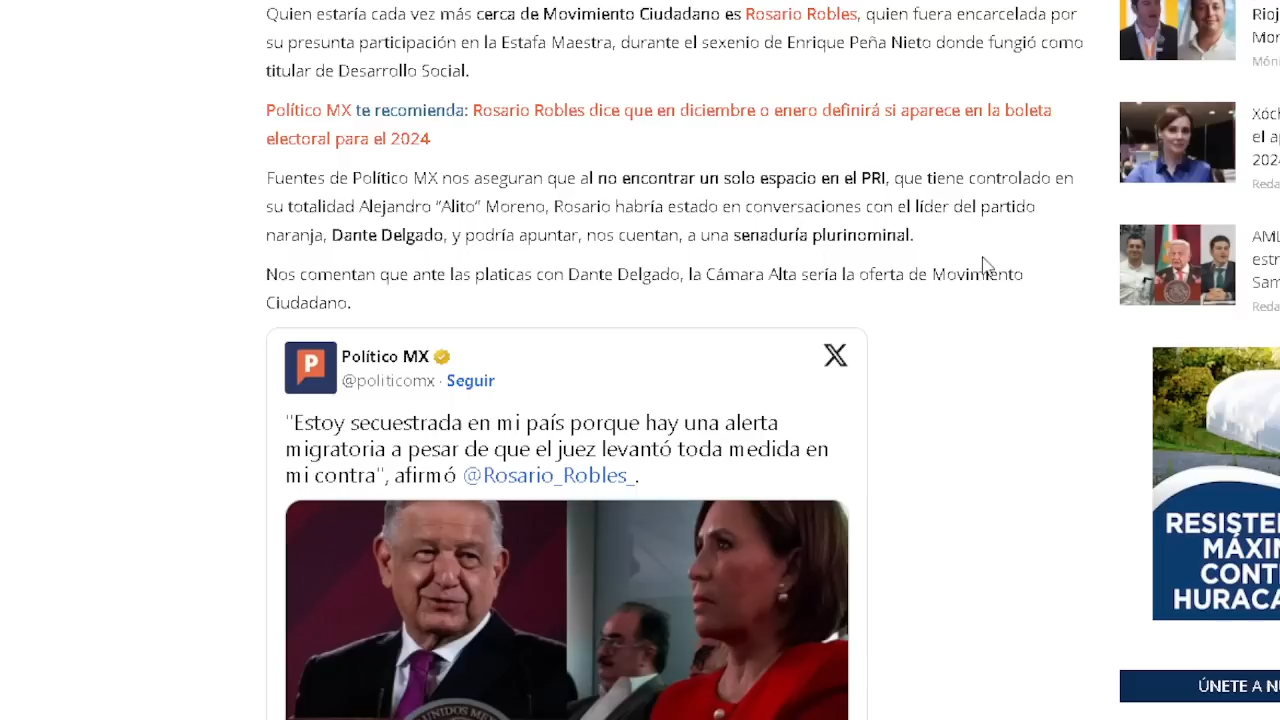 Quien estaría cada vez más cerca de Movimiento Ciudadano es Rosario Robles, quien fuera encarcelada por
su presunta participación en la Estafa Maestra, durante el sexenio de Enrique Peña Nieto donde fungió como
titular de Desarrollo Social.
Político MX te recomienda: Rosario Robles dice que en diciembre o enero definirá si aparece en la boleta
electoral para el 2024
Fuentes de Político MX nos aseguran que al no encontrar un solo espacio en el PRI, que tiene controlado en
su totalidad Alejandro “Alito” Moreno, Rosario habría estado en conversaciones con el líder del partido
naranja, Dante Delgado, y podría apuntar, nos cuentan, a una senaduría plurinominal.
Nos comentan que ante las platicas con Dante Delgado, la Cámara Alta sería la oferta de Movimiento
Ciudadano.
Político MX
@politicomx · Seguir
"Estoy secuestrada en mi país porque hay una alerta
migratoria a pesar de que el juez levantó toda medida en
mi contra", afirmó @Rosario_Robles_.
UNIDOS
Rioj
Mor
Móni
Xóch
el ap
2024
Reda
AML
estr
Sam
Reda
RESISTE
MÁXI
CONT
HURACA
ÚNETE A N